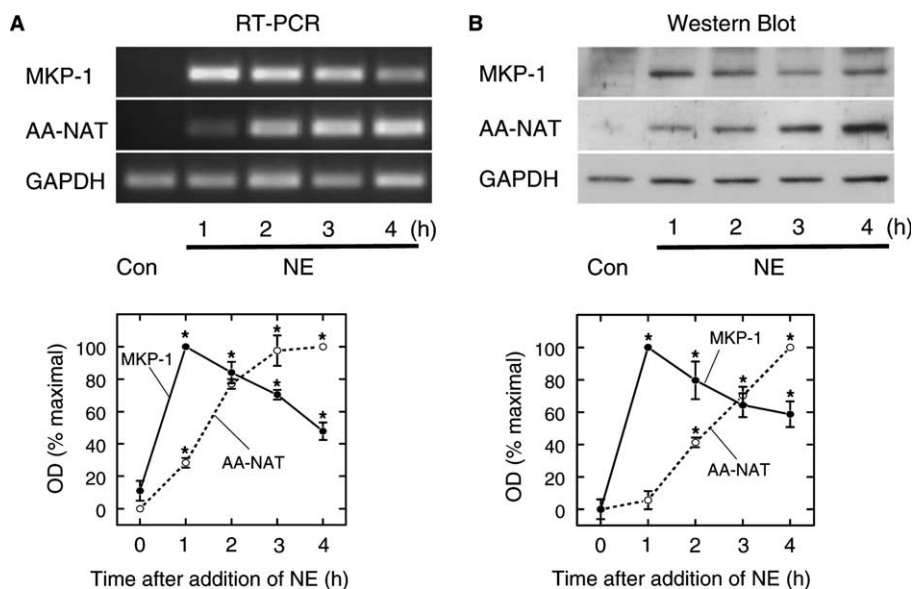 A
RT-PCR
MKP-1
AA-NAT
GAPDH
1 2 3 4 (h)
Con NE
OD (% maximal)
100
80
60
40
20
0
* * * *
* * *
MKP-1
AA-NAT
0 1 2 3 4
Time after addition of NE (h)
B
Western Blot
MKP-1
AA-NAT
GAPDH
1 2 3 4 (h)
Con NE
OD (% maximal)
100
80
60
40
20
0
* * * *
* *
MKP-1
AA-NAT
0 1 2 3 4
Time after addition of NE (h)